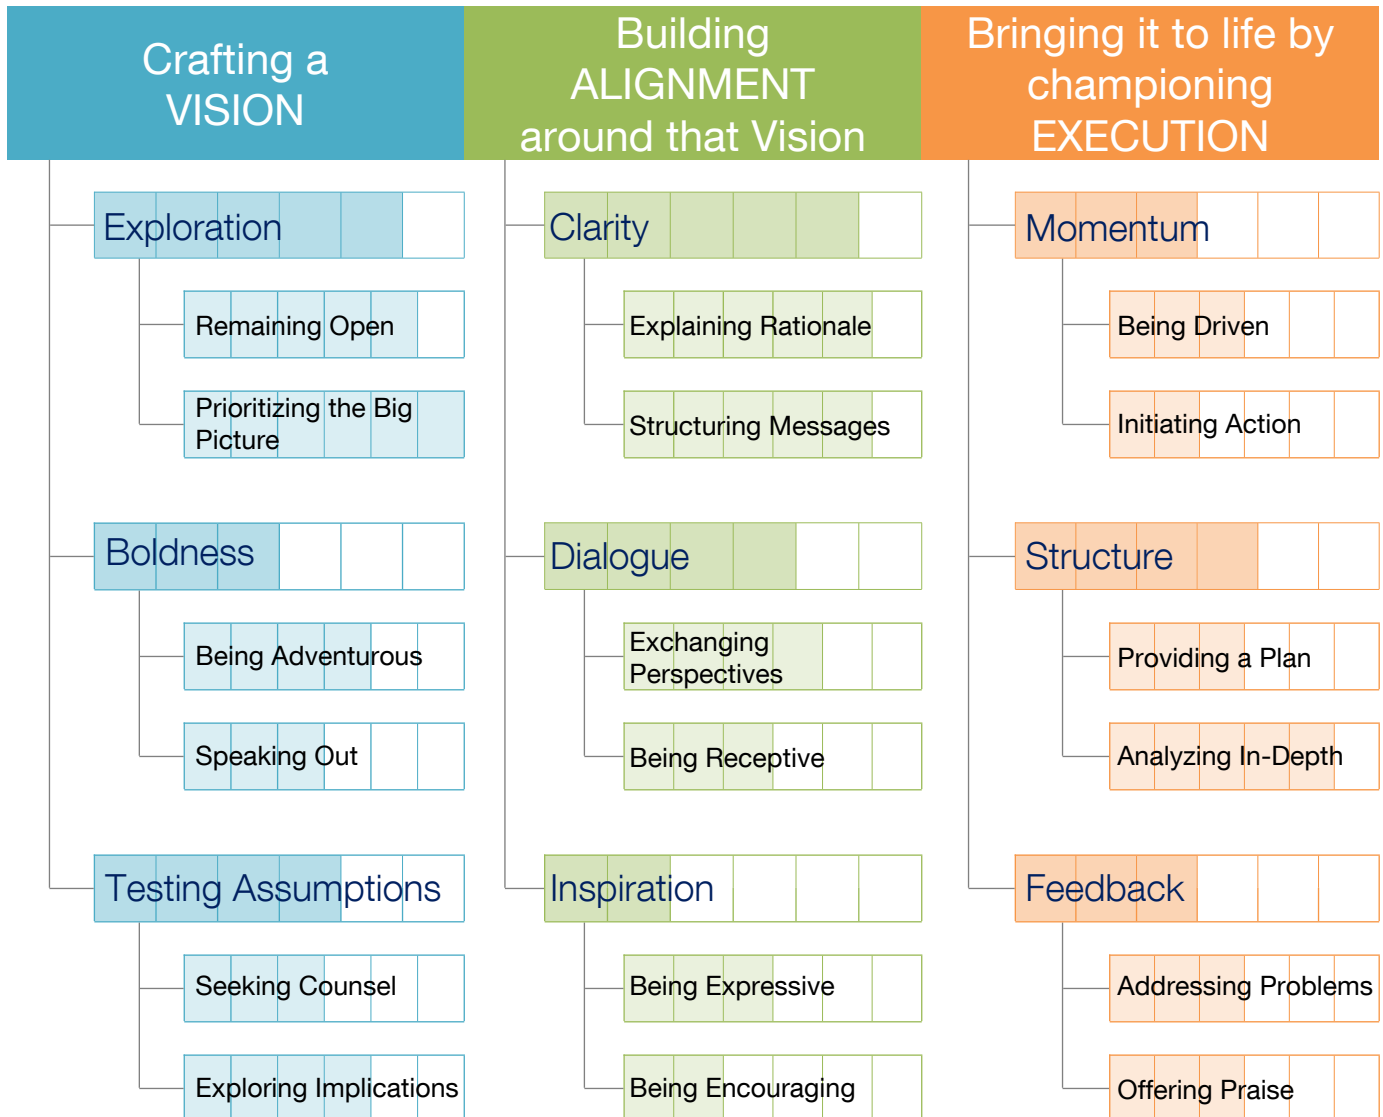 Crafting a
VISION
Building
ALIGNMENT
around that Vision
Bringing it to life by
championing
EXECUTION
Exploration
Remaining Open
Prioritizing the Big
Picture
Boldness
Being Adventurous
Speaking Out
Testing Assumptions
Seeking Counsel
Exploring Implications
Clarity
Explaining Rationale
Structuring Messages
Dialogue
Exchanging
Perspectives
Being Receptive
Inspiration
Being Expressive
Being Encouraging
Momentum
Being Driven
Initiating Action
Structure
Providing a Plan
Analyzing In-Depth
Feedback
Addressing Problems
Offering Praise